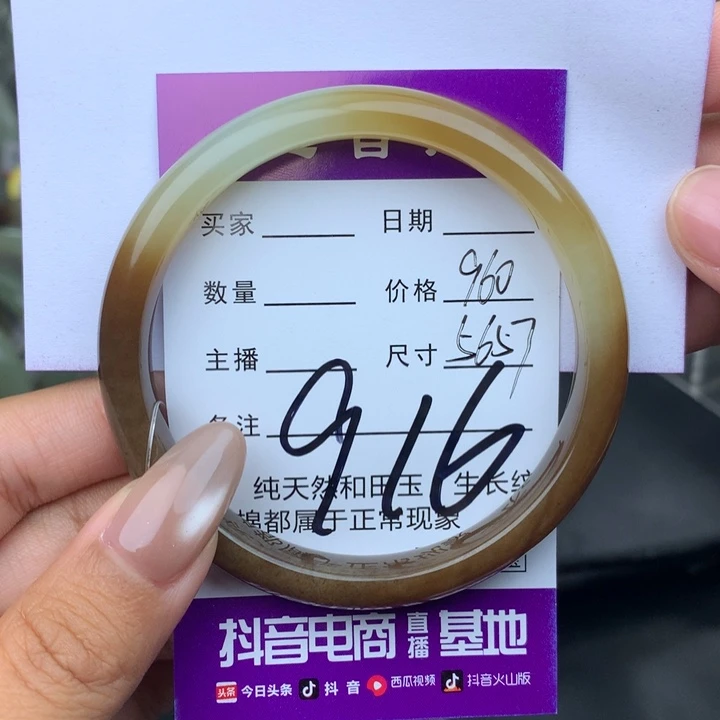 买家
日期
数量
价格 960
主播
尺寸 5657
备注
916
纯天然和田玉 生长纹
棉都属于正常现象
抖音电商 直播 基地
头条 今日头条 抖音 西瓜视频 抖音火山版